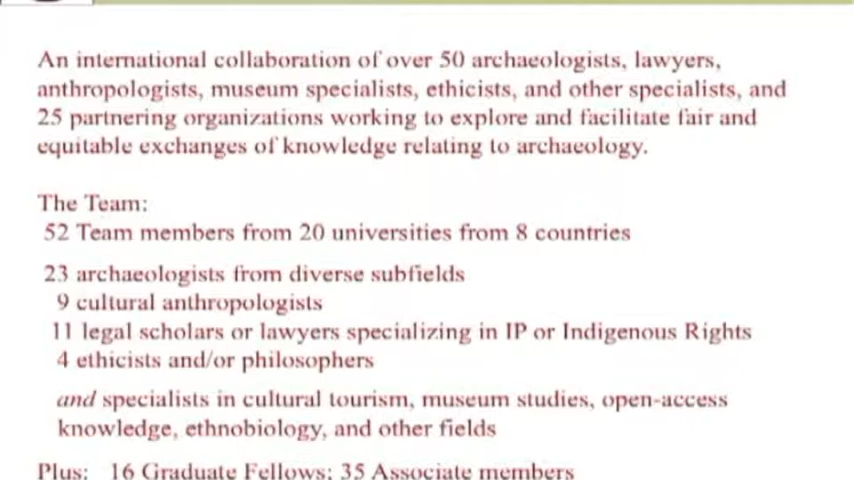 An international collaboration of over 50 archaeologists, lawyers,
anthropologists, museum specialists, ethicists, and other specialists, and
25 partnering organizations working to explore and facilitate fair and
equitable exchanges of knowledge relating to archaeology.
The Team:
52 Team members from 20 universities from 8 countries
23 archaeologists from diverse subfields
9 cultural anthropologists
11 legal scholars or lawyers specializing in IP or Indigenous Rights
4 ethicists and/or philosophers
and specialists in cultural tourism, museum studies, open-access
knowledge, ethnobiology, and other fields
Plus: 16 Graduate Fellows; 35 Associate members